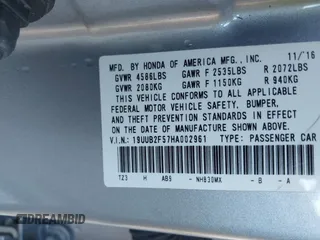 MFD. BY HONDA OF AMERICA MFG., INC. 11/'16
GVWR 4586LBS GAWR F 2535LBS R 2072LBS
GVWR 2080KG GAWR F 1150KG R 940KG
THIS VEHICLE CONFORMS TO ALL APPLICABLE
FEDERAL MOTOR VEHICLE SAFETY, BUMPER,
AND THEFT PREVENTION STANDARDS IN EFFECT ON
THE DATE OF MANUFACTURE SHOWN ABOVE.
V.I.N.: 19UUB2F57HA002961 TYPE: PASSENGER CAR
T23 H AB9 - NH830MX - B - A
DREAMBID